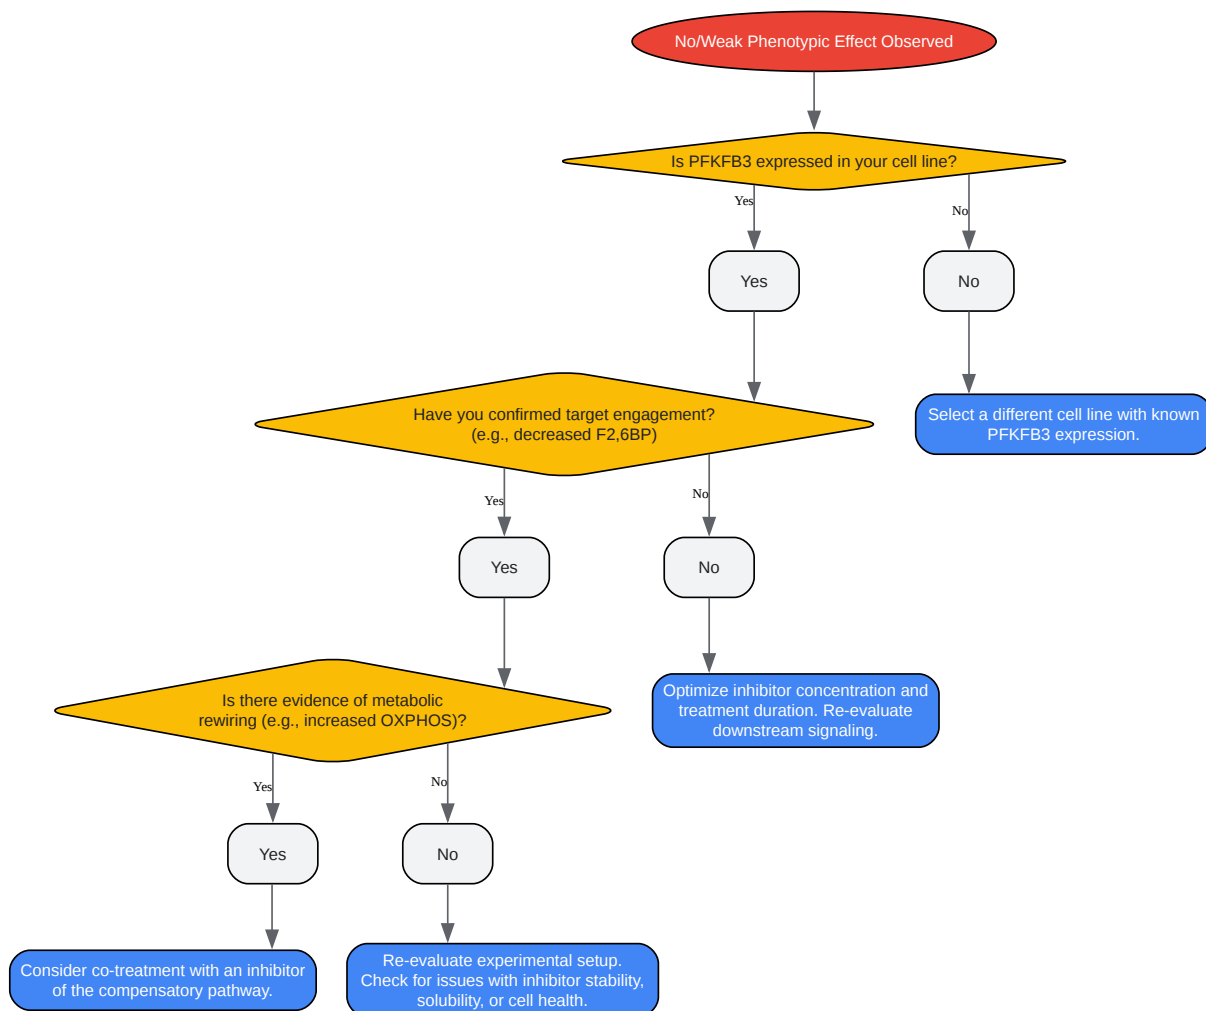 No/Weak Phenotypic Effect Observed
Is PFKFB3 expressed in your cell line?
Yes
No
Yes
No
Select a different cell line with known
PFKFB3 expression.
Have you confirmed target engagement?
(e.g., decreased F2,6BP)
Yes
No
Yes
No
Optimize inhibitor concentration and
treatment duration. Re-evaluate
downstream signaling.
Is there evidence of metabolic
rewiring (e.g., increased OXPHOS)?
Yes
No
Yes
No
Consider co-treatment with an inhibitor
of the compensatory pathway.
Re-evaluate experimental setup.
Check for issues with inhibitor stability,
solubility, or cell health.